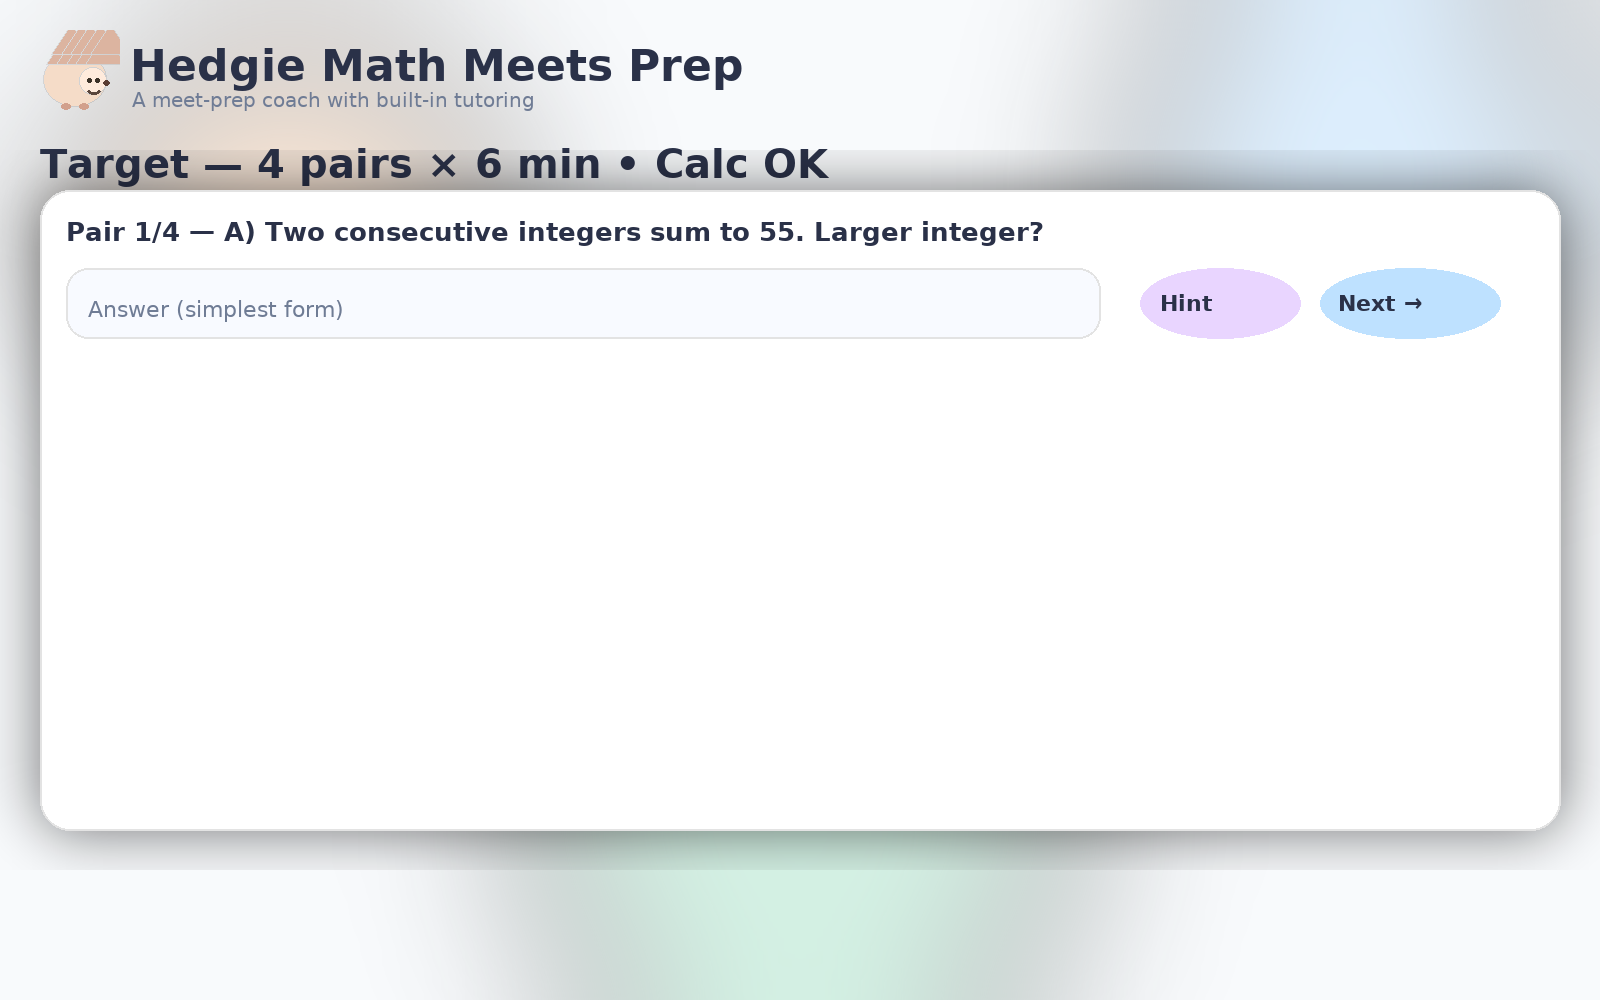 Hedgie Math Meets Prep
A meet-prep coach with built-in tutoring
Target — 4 pairs × 6 min • Calc OK
Pair 1/4 — A) Two consecutive integers sum to 55. Larger integer?
Answer (simplest form)
Hint
Next →